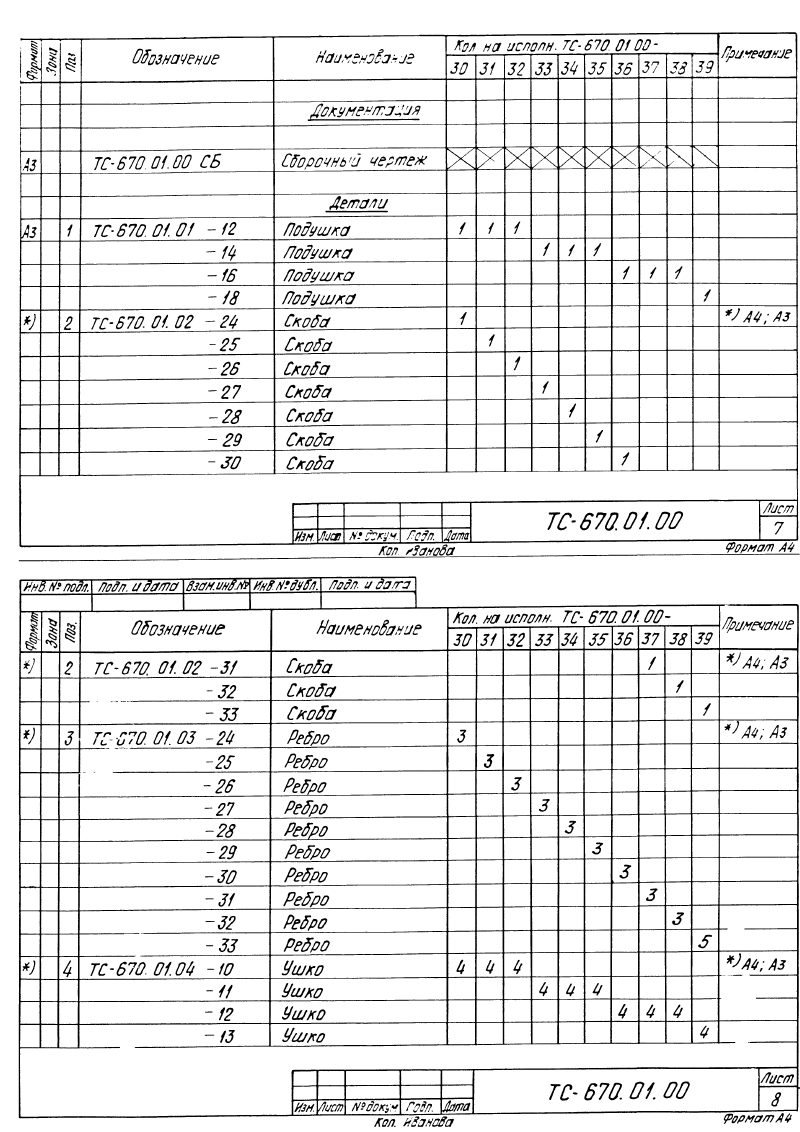 Формат Зона Поз. Обозначение Наименование Кол. на исполн. ТС-670.01.00- Примечание
30 31 32 33 34 35 36 37 38 39
Документация
А3 ТС-670.01.00 СБ Сборочный чертеж
Детали
А3 1 ТС-670.01.01 -12 Подушка 1 1 1
-14 Подушка 1 1 1
-16 Подушка 1 1 1
-18 Подушка 1
*) 2 ТС-670.01.02 -24 Скоба 1 *) А4; А3
-25 Скоба 1
-26 Скоба 1
-27 Скоба 1
-28 Скоба 1
-29 Скоба 1
-30 Скоба 1
ТС-670.01.00 Лист
7
Изм. Лист № докум. Подп. Дата
Коп. Иванова Формат А4
Инв. № подл. Подп. и дата Взам. инв. № Инв. № дубл. Подп. и дата
Формат Зона Поз. Обозначение Наименование Кол. на исполн. ТС-670.01.00- Примечание
30 31 32 33 34 35 36 37 38 39
*) 2 ТС-670.01.02 -31 Скоба 1 *) А4; А3
-32 Скоба 1
-33 Скоба 1
*) 3 ТС-670.01.03 -24 Ребро 3 *) А4; А3
-25 Ребро 3
-26 Ребро 3
-27 Ребро 3
-28 Ребро 3
-29 Ребро 3
-30 Ребро 3
-31 Ребро 3
-32 Ребро 3
-33 Ребро 5
*) 4 ТС-670.01.04 -10 Ушко 4 4 4 *) А4; А3
-11 Ушко 4 4 4
-12 Ушко 4 4 4
-13 Ушко 4
ТС-670.01.00 Лист
8
Изм. Лист № докум. Подп. Дата
Коп. Иванова Формат А4